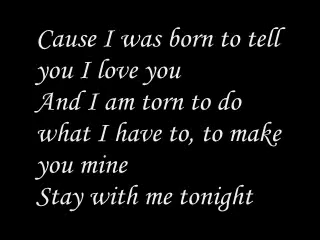 Cause I was born to tell
you I love you
And I am torn to do
what I have to, to make
you mine
Stay with me tonight